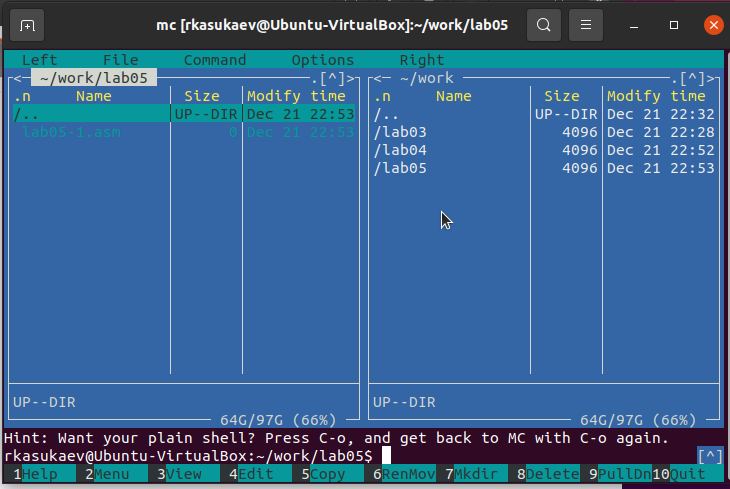 mc [rkasukaev@Ubuntu-VirtualBox]:~/work/lab05
Left File Command Options Right
<─ ~/work/lab05 ─.[^]>
.n Name Size Modify time
/.. UP--DIR Dec 21 22:53
lab05-1.asm 0 Dec 21 22:53
UP--DIR
64G/97G (66%)
<─ ~/work ─.[^]>
.n Name Size Modify time
/.. UP--DIR Dec 21 22:32
/lab03 4096 Dec 21 22:28
/lab04 4096 Dec 21 22:52
/lab05 4096 Dec 21 22:53
UP--DIR
64G/97G (66%)
Hint: Want your plain shell? Press C-o, and get back to MC with C-o again.
rkasukaev@Ubuntu-VirtualBox:~/work/lab05$ [^]
1Help 2Menu 3View 4Edit 5Copy 6RenMov 7Mkdir 8Delete 9PullDn 10Quit